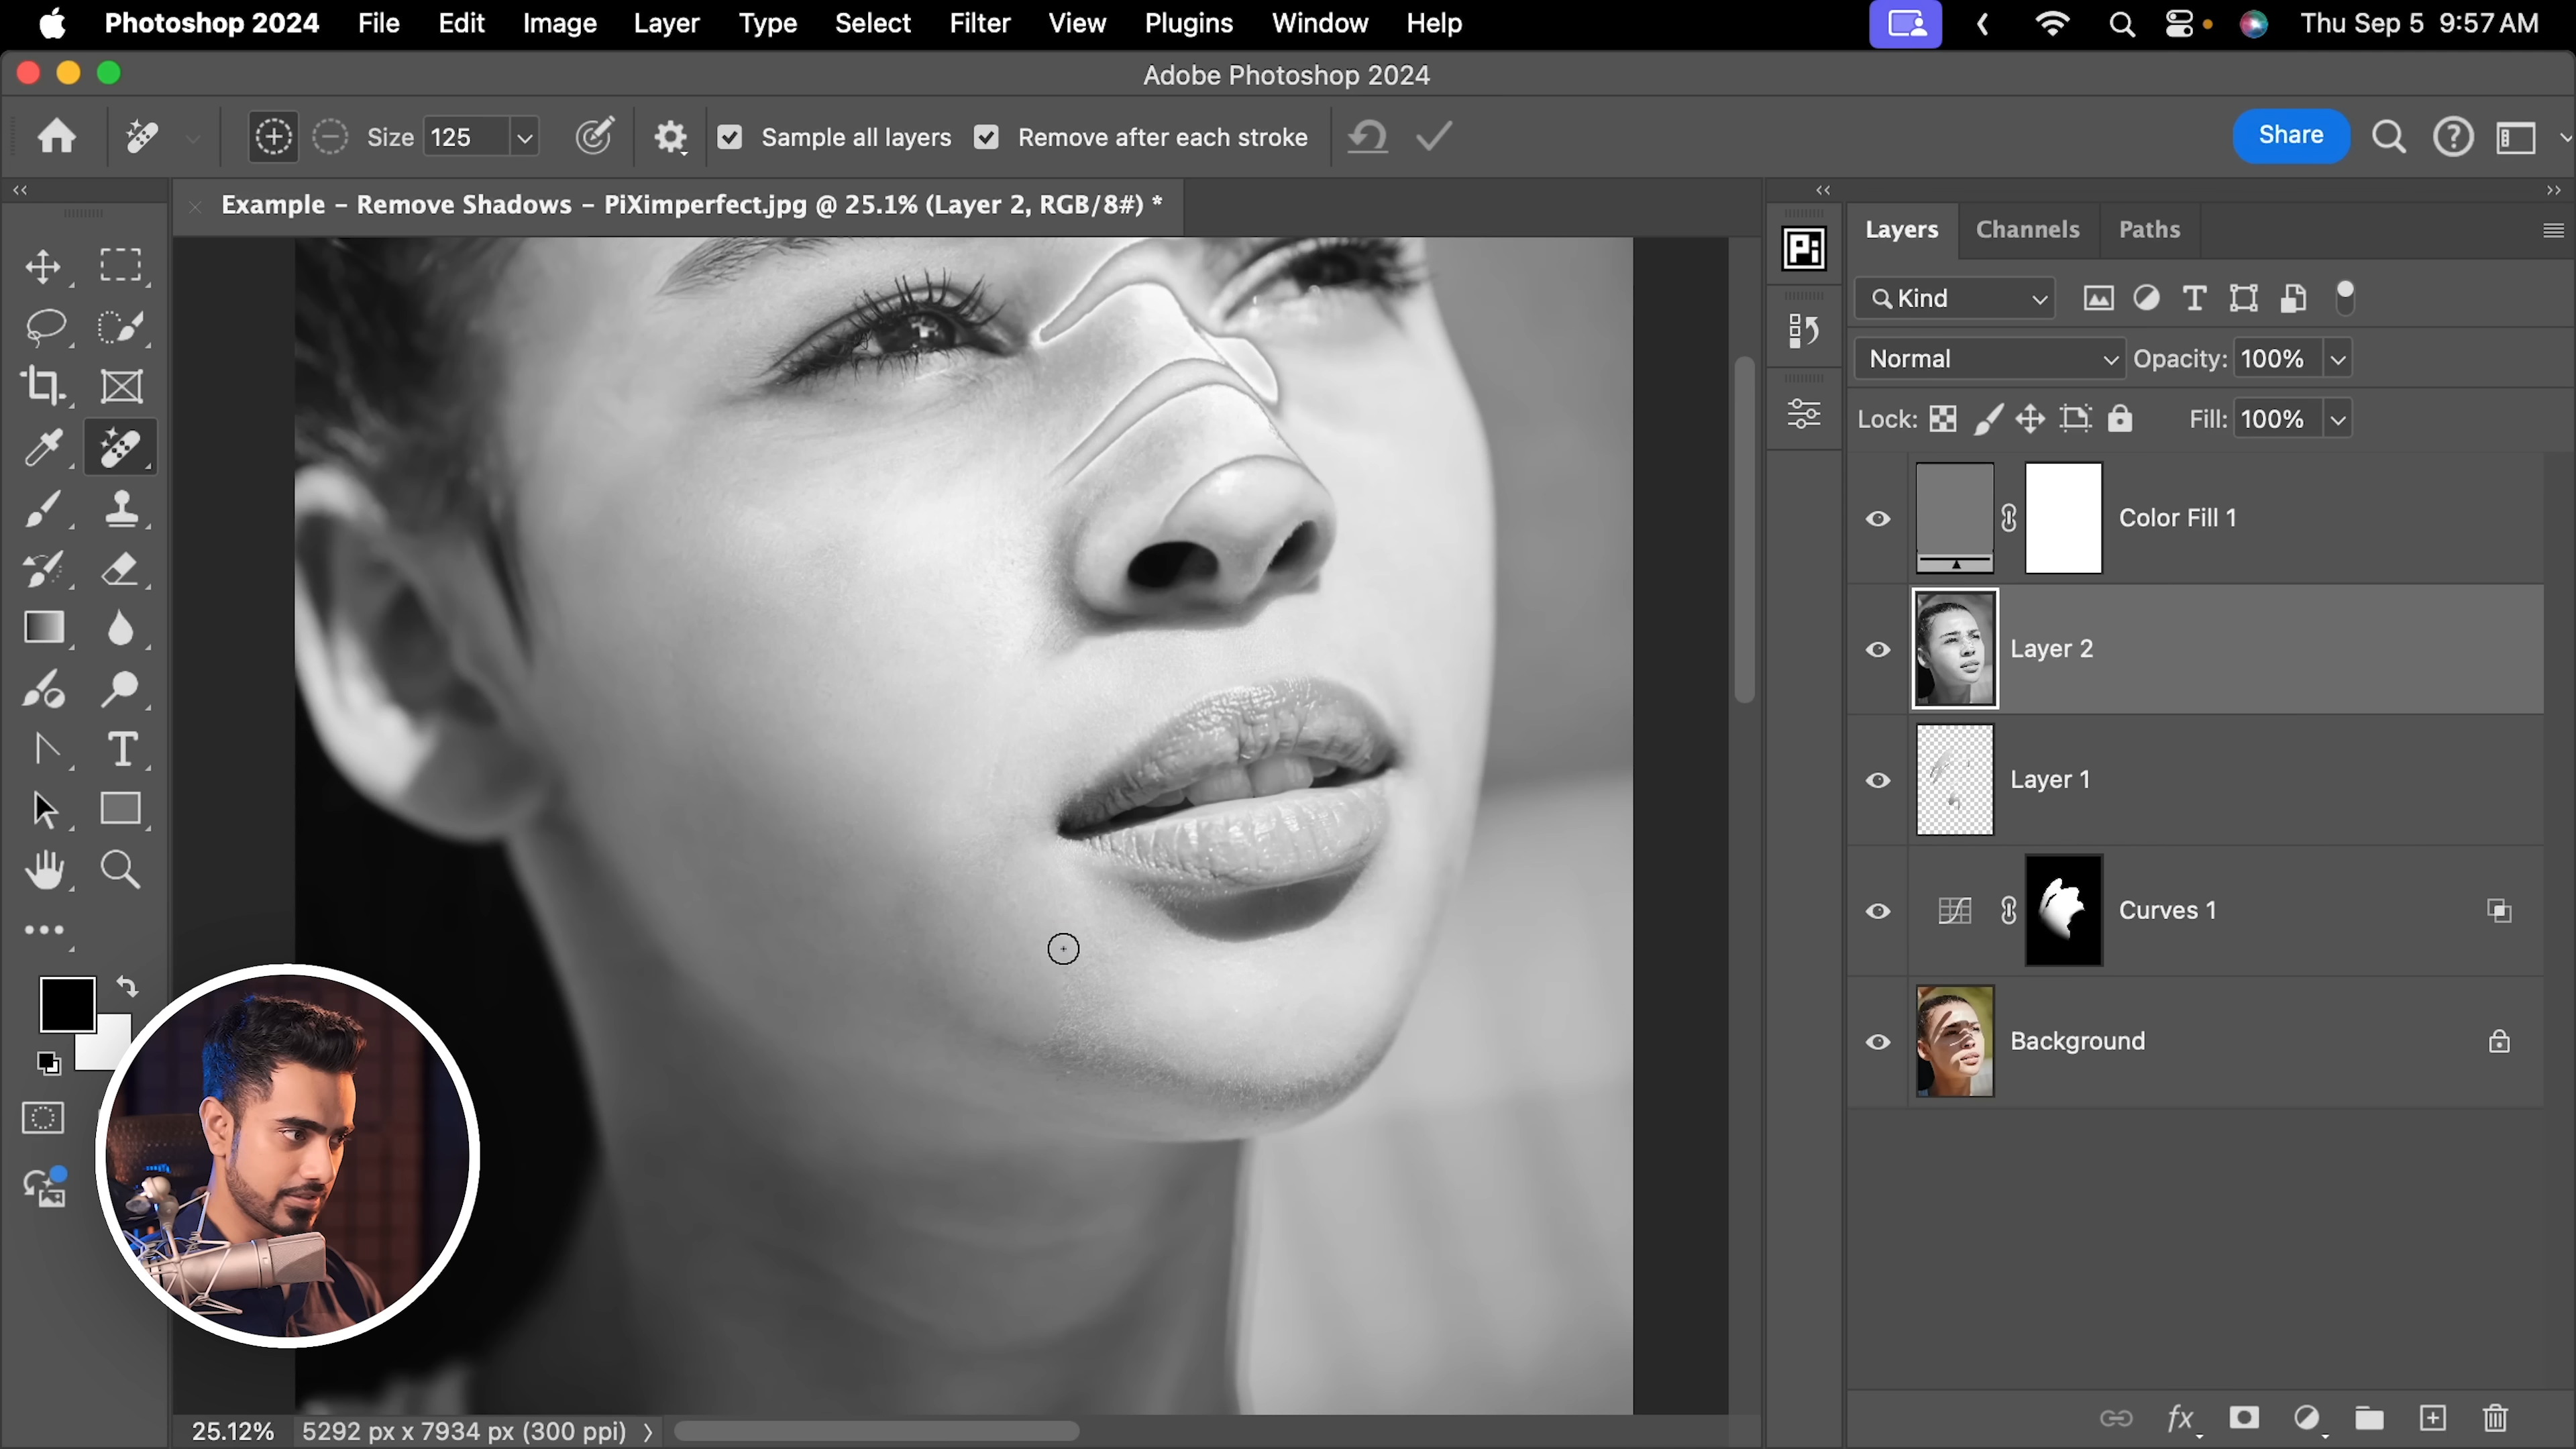 Photoshop 2024 File Edit Image Layer Type Select Filter View Plugins Window Help Thu Sep 5 9:57 AM
Adobe Photoshop 2024
Size 125 Sample all layers Remove after each stroke Share
Example - Remove Shadows - PiXimperfect.jpg @ 25.1% (Layer 2, RGB/8#) *
Layers Channels Paths
Pi
Kind
Normal Opacity: 100%
Lock: Fill: 100%
Color Fill 1
Layer 2
Layer 1
Curves 1
Background
25.12% 5292 px x 7934 px (300 ppi)
fx